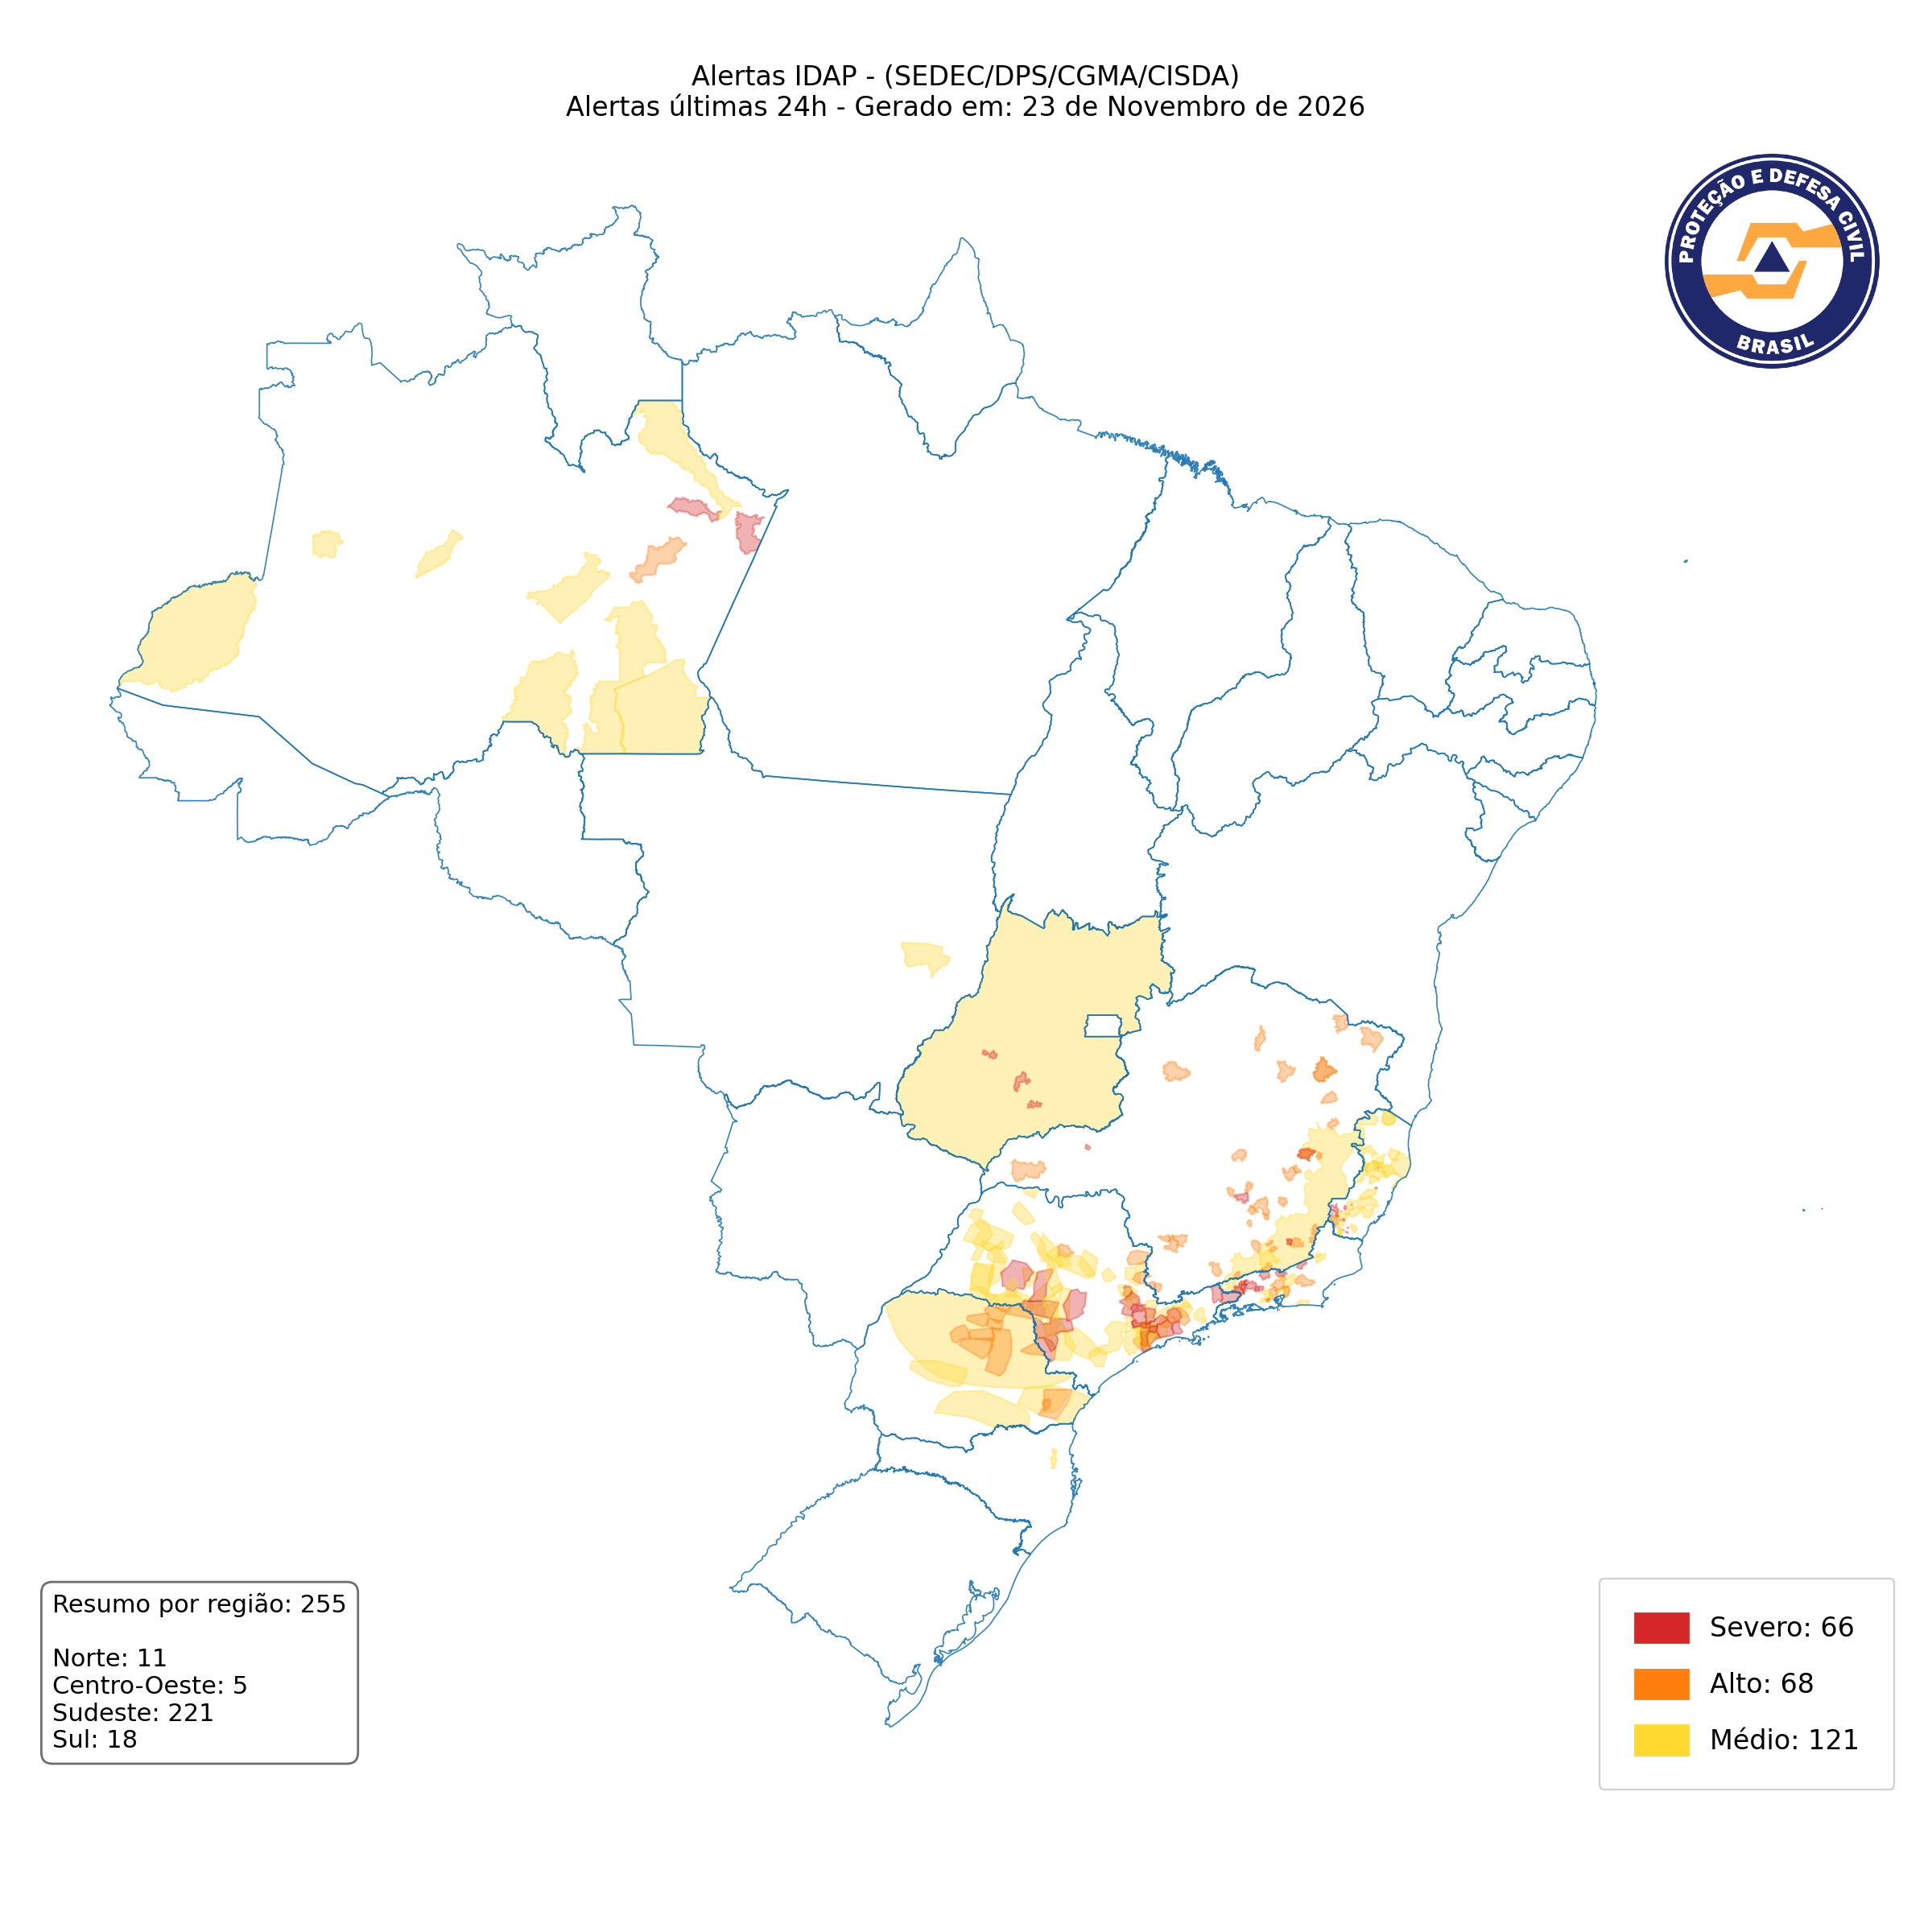 Alertas IDAP - (SEDEC/DPS/CGMA/CISDA)
Alertas últimas 24h - Gerado em: 23 de Novembro de 2026
PROTEÇÃO E DEFESA CIVIL
BRASIL
Resumo por região: 255
Norte: 11
Centro-Oeste: 5
Sudeste: 221
Sul: 18
Severo: 66
Alto: 68
Médio: 121